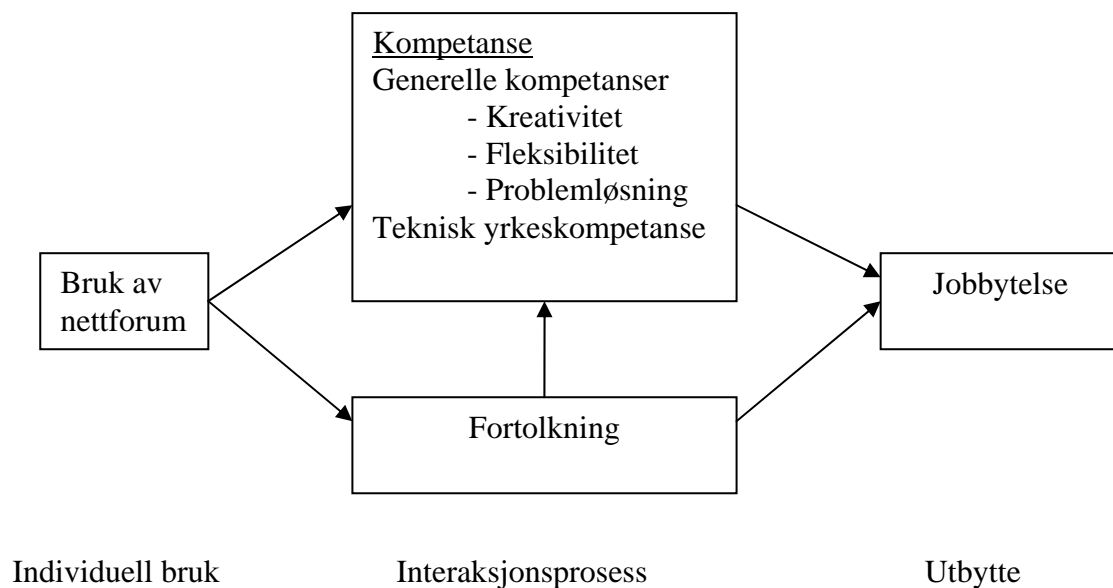 Kompetanse
Generelle kompetanser
- Kreativitet
- Fleksibilitet
- Problemløsning
Teknisk yrkeskompetanse
Bruk av
nettforum
Jobbytelse
Fortolkning
Individuell bruk
Interaksjonsprosess
Utbytte